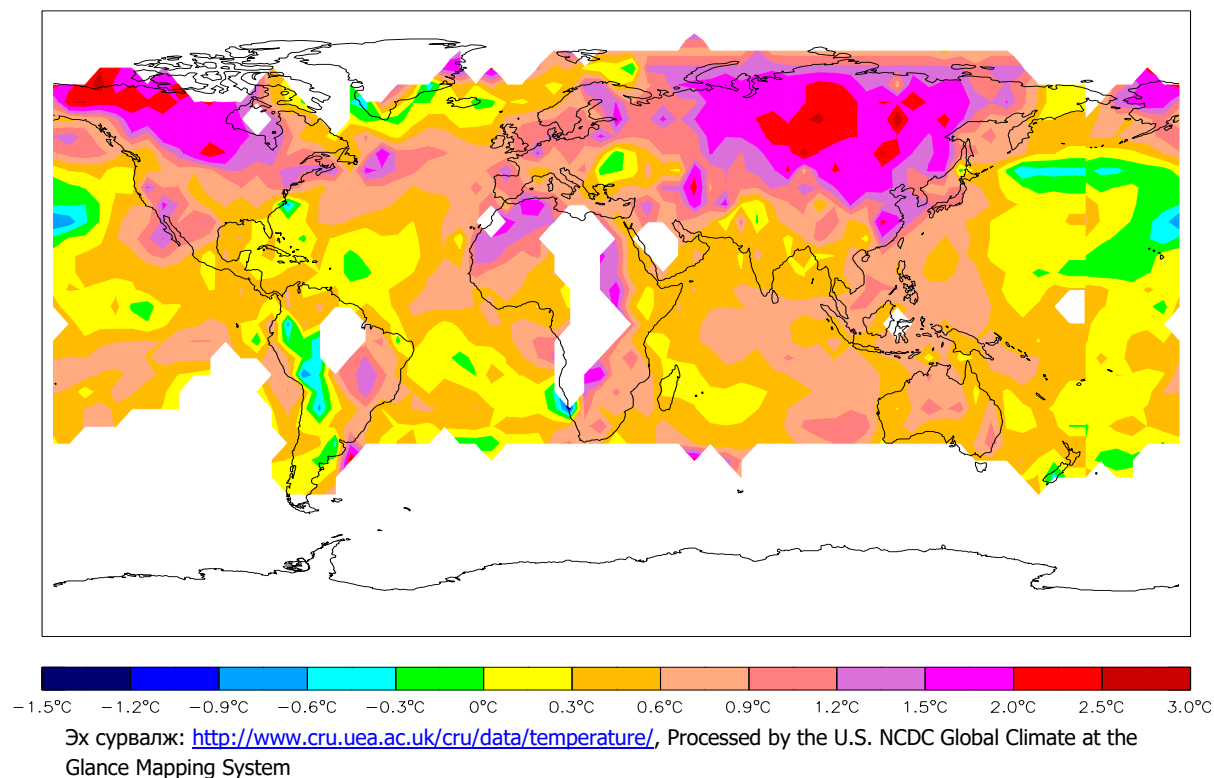 −1.5°C −1.2°C −0.9°C −0.6°C −0.3°C 0°C 0.3°C 0.6°C 0.9°C 1.2°C 1.5°C 2.0°C 2.5°C 3.0°C
Эх сурвалж: http://www.cru.uea.ac.uk/cru/data/temperature/, Processed by the U.S. NCDC Global Climate at the
Glance Mapping System